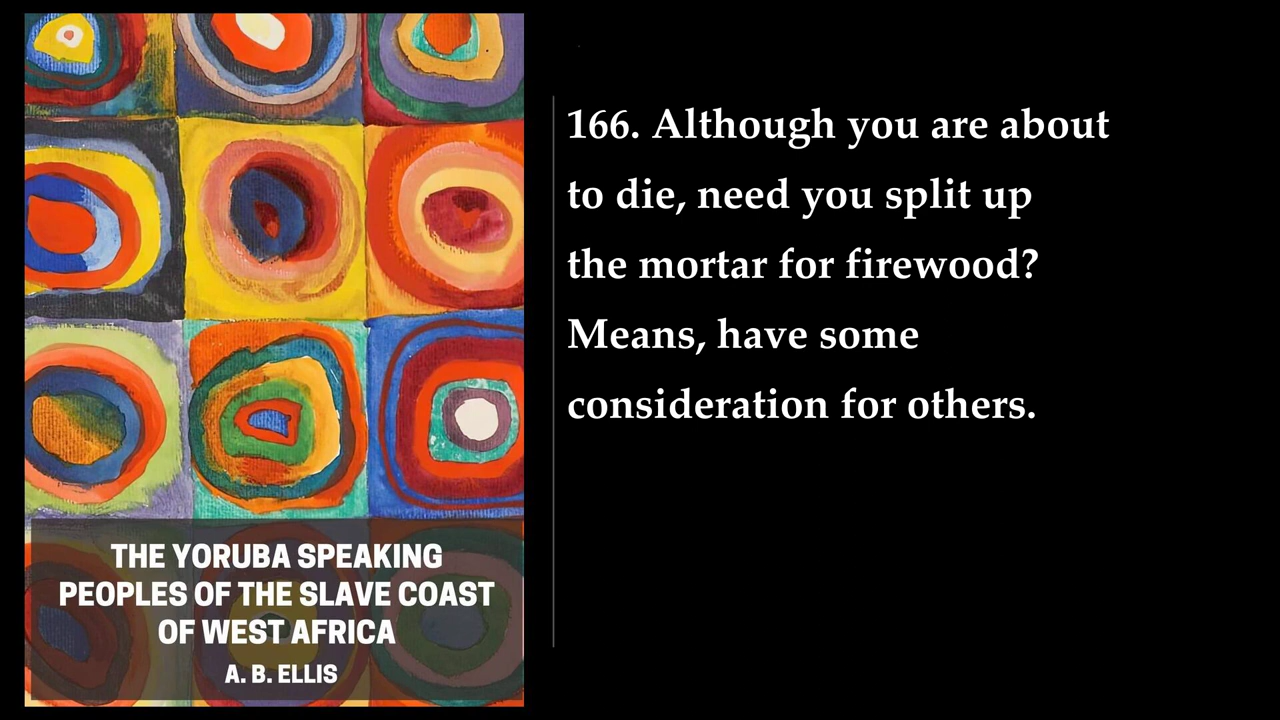 THE YORUBA SPEAKING
PEOPLES OF THE SLAVE COAST
OF WEST AFRICA
A. B. ELLIS
166. Although you are about
to die, need you split up
the mortar for firewood?
Means, have some
consideration for others.